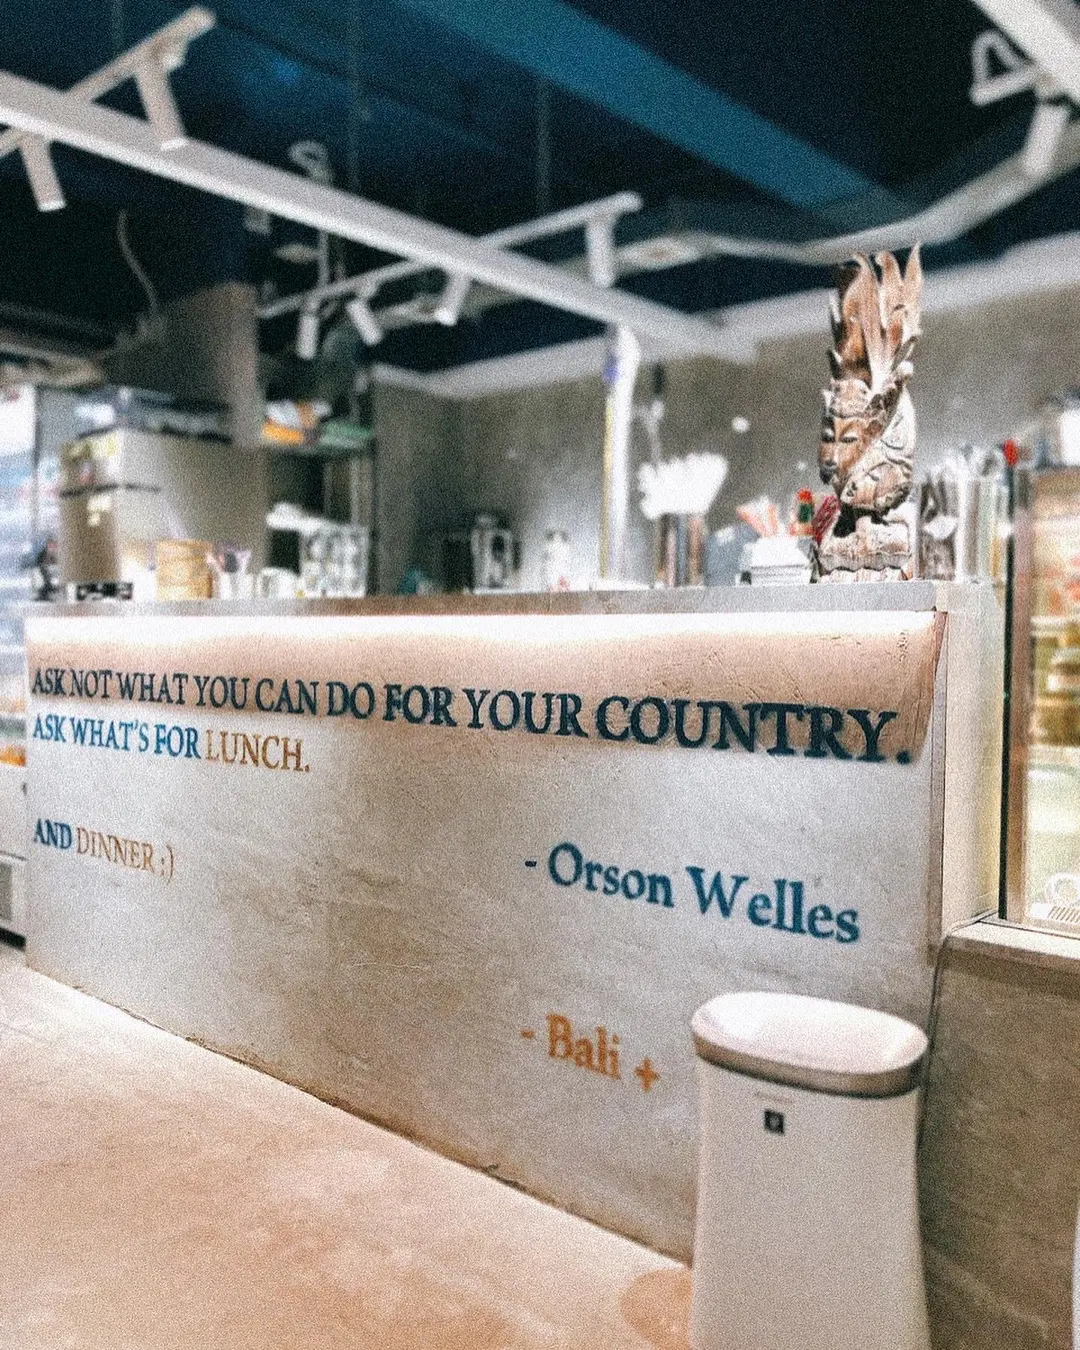 ASK NOT WHAT YOU CAN DO FOR YOUR COUNTRY.
ASK WHAT'S FOR LUNCH.
AND DINNER :)
- Orson Welles
- Bali +